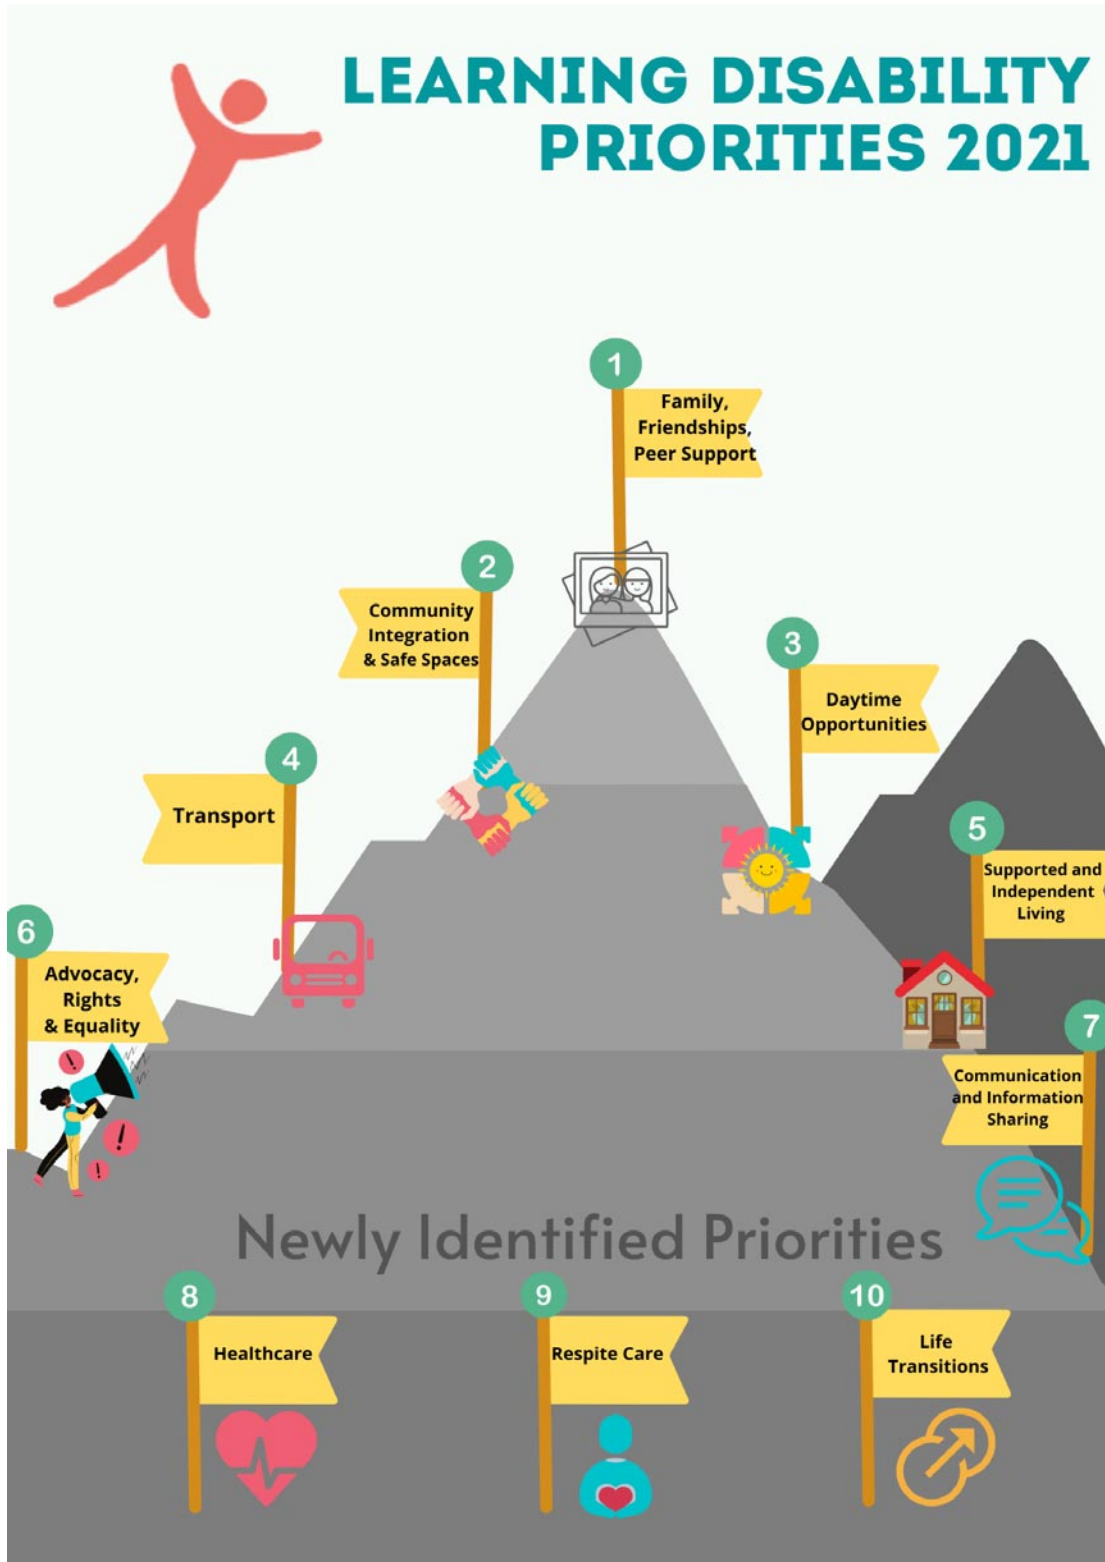 LEARNING DISABILITY
PRIORITIES 2021
1
Family,
Friendships,
Peer Support
2
Community
Integration
& Safe Spaces
3
Daytime
Opportunities
4
Transport
5
Supported and
Independent
Living
6
Advocacy,
Rights
& Equality
7
Communication
and Information
Sharing
Newly Identified Priorities
8
Healthcare
9
Respite Care
10
Life
Transitions